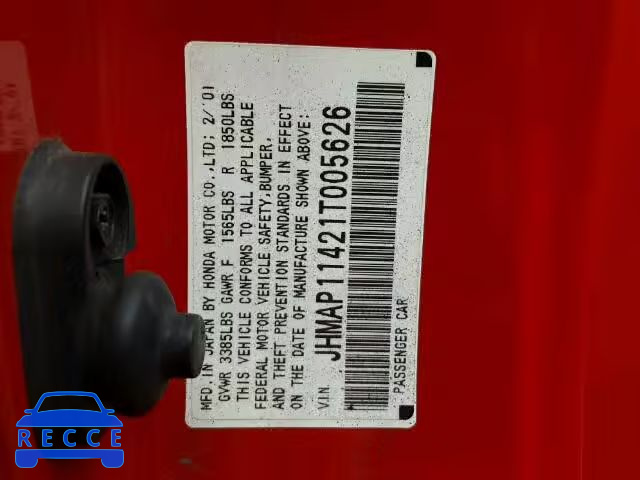 MFD. IN JAPAN BY HONDA MOTOR CO.,LTD; 2/'01
GVWR 3385LBS GAWR F 1565LBS R 1850LBS
THIS VEHICLE CONFORMS TO ALL APPLICABLE
FEDERAL MOTOR VEHICLE SAFETY,BUMPER,
AND THEFT PREVENTION STANDARDS IN EFFECT
ON THE DATE OF MANUFACTURE SHOWN ABOVE:
V.I.N. JHMAP11421T005626
PASSENGER CAR
RECCE